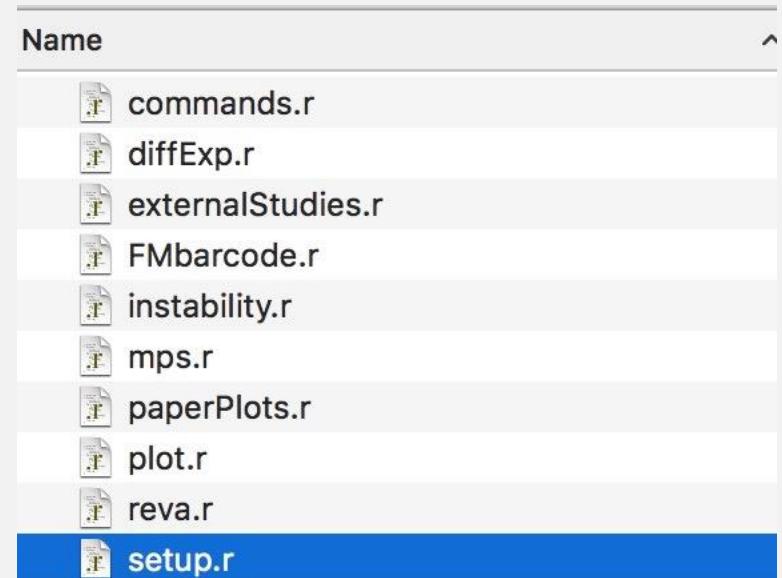 Name
commands.r
diffExp.r
externalStudies.r
FMbarcode.r
instability.r
mps.r
paperPlots.r
plot.r
reva.r
setup.r